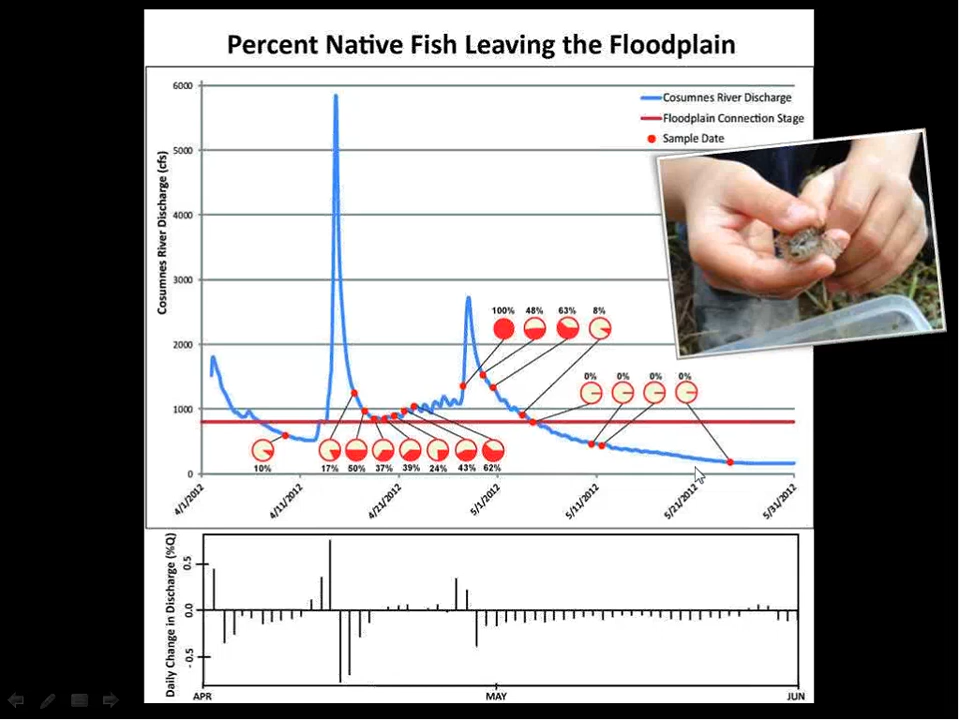 Percent Native Fish Leaving the Floodplain
Cosumnes River Discharge (cfs)
6000
5000
4000
3000
2000
1000
0
Cosumnes River Discharge
Floodplain Connection Stage
Sample Date
100% 48% 63% 8%
0% 0% 0% 0%
10% 17% 50% 37% 39% 24% 43% 62%
4/1/2012 4/11/2012 4/21/2012 5/1/2012 5/11/2012 5/21/2012 5/31/2012
Daily Change in Discharge (%Q)
0.5
0.0
- 0.5
APR MAY JUN